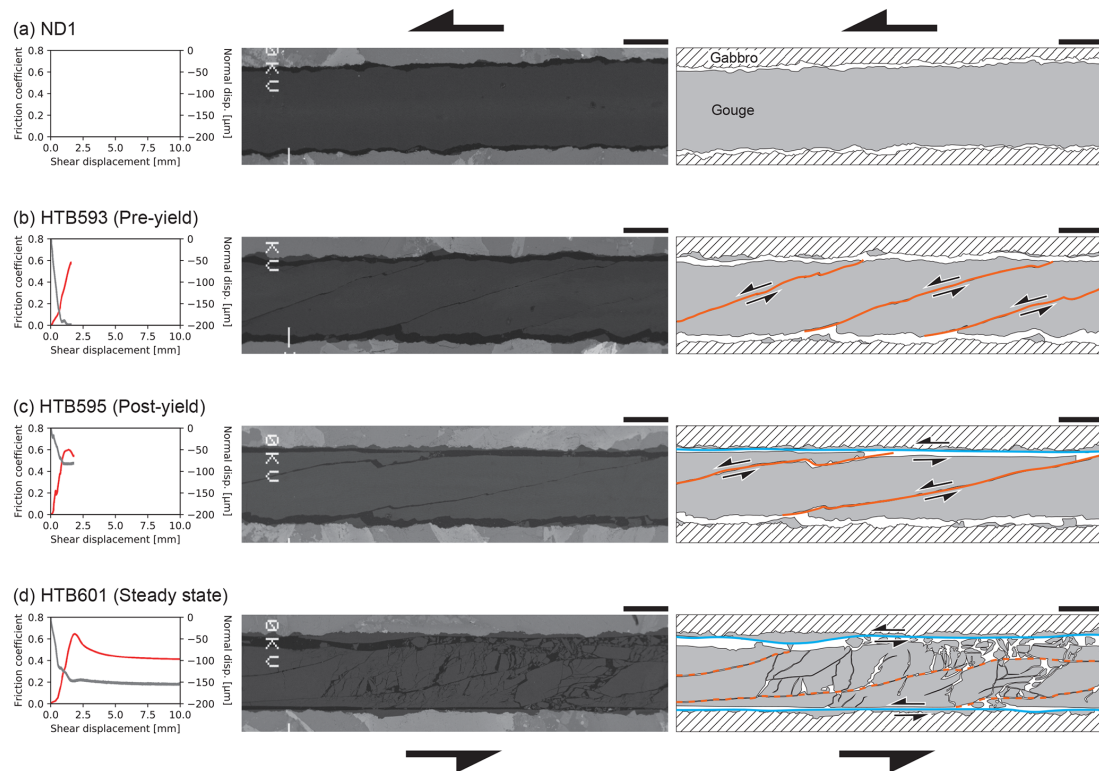 (a) ND1
Friction coefficient
0.8
0.6
0.4
0.2
0.0
0
−50
−100
−150
−200
Normal disp. [μm]
0.0 2.5 5.0 7.5 10.0
Shear displacement [mm]
0KV
Gabbro
Gouge
(b) HTB593 (Pre-yield)
Friction coefficient
0.8
0.6
0.4
0.2
0.0
0
−50
−100
−150
−200
Normal disp. [μm]
0.0 2.5 5.0 7.5 10.0
Shear displacement [mm]
KV
(c) HTB595 (Post-yield)
Friction coefficient
0.8
0.6
0.4
0.2
0.0
0
−50
−100
−150
−200
Normal disp. [μm]
0.0 2.5 5.0 7.5 10.0
Shear displacement [mm]
0KV
(d) HTB601 (Steady state)
Friction coefficient
0.8
0.6
0.4
0.2
0.0
0
−50
−100
−150
−200
Normal disp. [μm]
0.0 2.5 5.0 7.5 10.0
Shear displacement [mm]
0KV